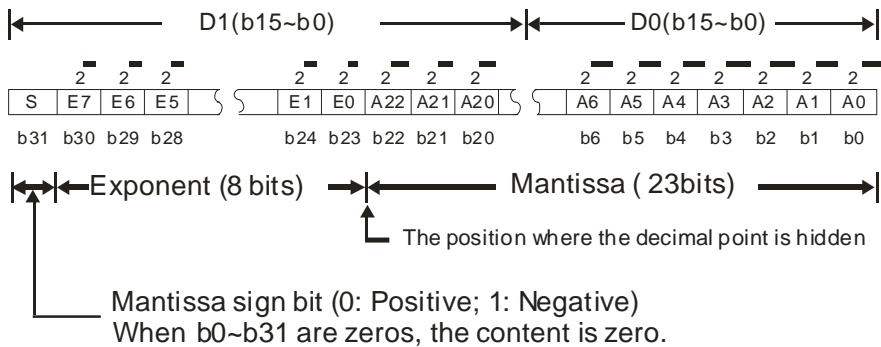 D1(b15~b0) D0(b15~b0)
2 2 2 2 2 2 2 2 2 2 2 2 2 2 2 2
S E7 E6 E5 E1 E0 A22 A21 A20 A6 A5 A4 A3 A2 A1 A0
b31 b30 b29 b28 b24 b23 b22 b21 b20 b6 b5 b4 b3 b2 b1 b0
Exponent (8 bits) Mantissa ( 23bits)
The position where the decimal point is hidden
Mantissa sign bit (0: Positive; 1: Negative)
When b0~b31 are zeros, the content is zero.